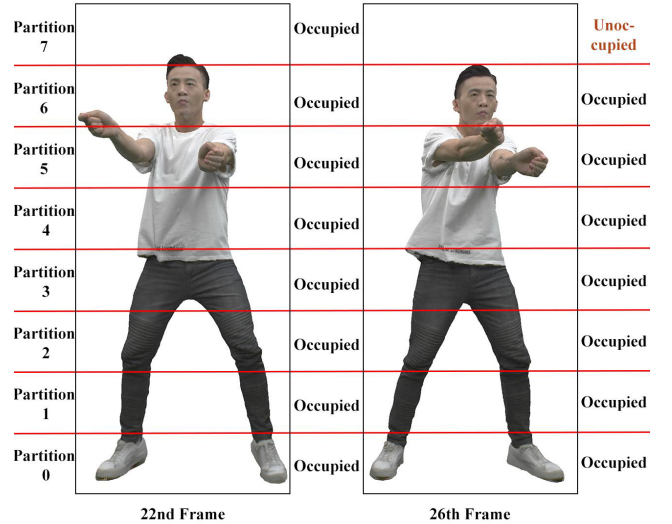 Partition
7
Occupied
Unoc-
cupied
Partition
6
Occupied
Occupied
Partition
5
Occupied
Occupied
Partition
4
Occupied
Occupied
Partition
3
Occupied
Occupied
Partition
2
Occupied
Occupied
Partition
1
Occupied
Occupied
Partition
0
Occupied
Occupied
22nd Frame
26th Frame